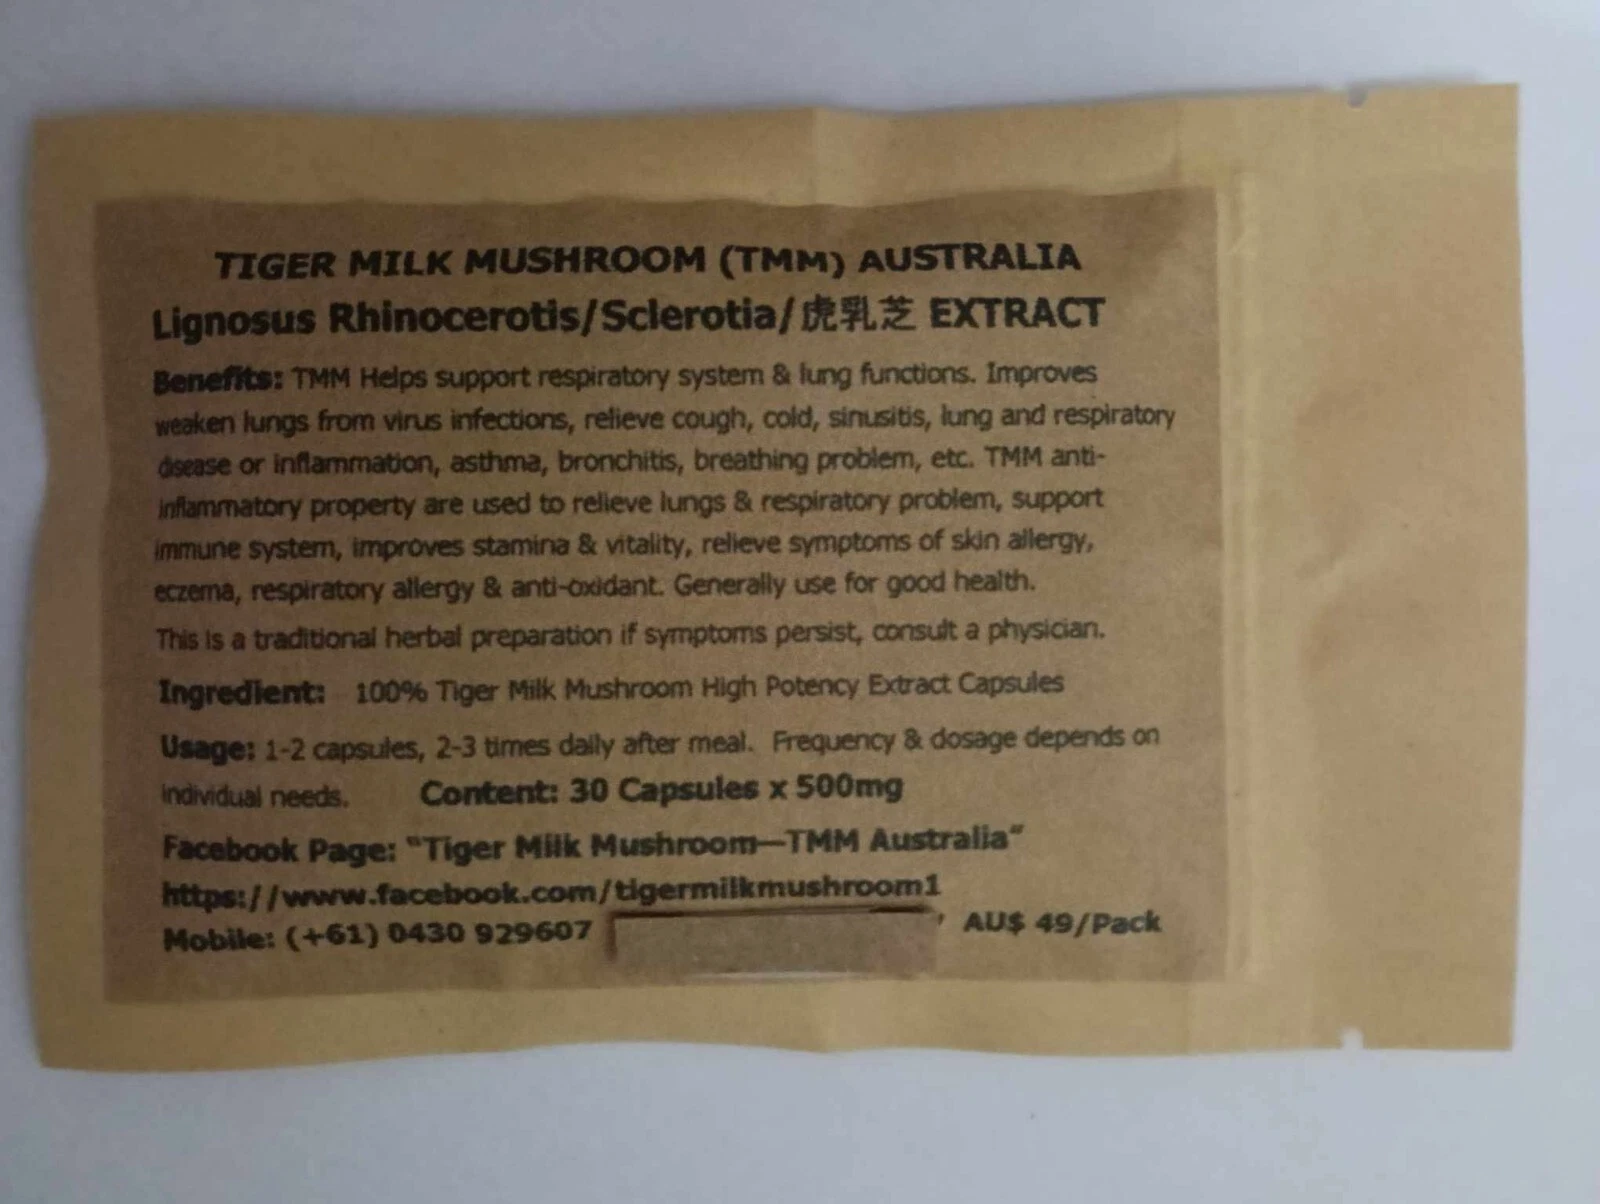 TIGER MILK MUSHROOM (TMM) AUSTRALIA
Lignosus Rhinocerotis/Sclerotia/虎乳芝 EXTRACT
Benefits: TMM Helps support respiratory system & lung functions. Improves
weaken lungs from virus infections, relieve cough, cold, sinusitis, lung and respiratory
disease or inflammation, asthma, bronchitis, breathing problem, etc. TMM anti-
inflammatory property are used to relieve lungs & respiratory problem, support
immune system, improves stamina & vitality, relieve symptoms of skin allergy,
eczema, respiratory allergy & anti-oxidant. Generally use for good health.
This is a traditional herbal preparation if symptoms persist, consult a physician.
Ingredient: 100% Tiger Milk Mushroom High Potency Extract Capsules
Usage: 1-2 capsules, 2-3 times daily after meal. Frequency & dosage depends on
individual needs. Content: 30 Capsules x 500mg
Facebook Page: "Tiger Milk Mushroom—TMM Australia"
https://www.facebook.com/tigermilkmushroom1
Mobile: (+61) 0430 929607 AU$ 49/Pack